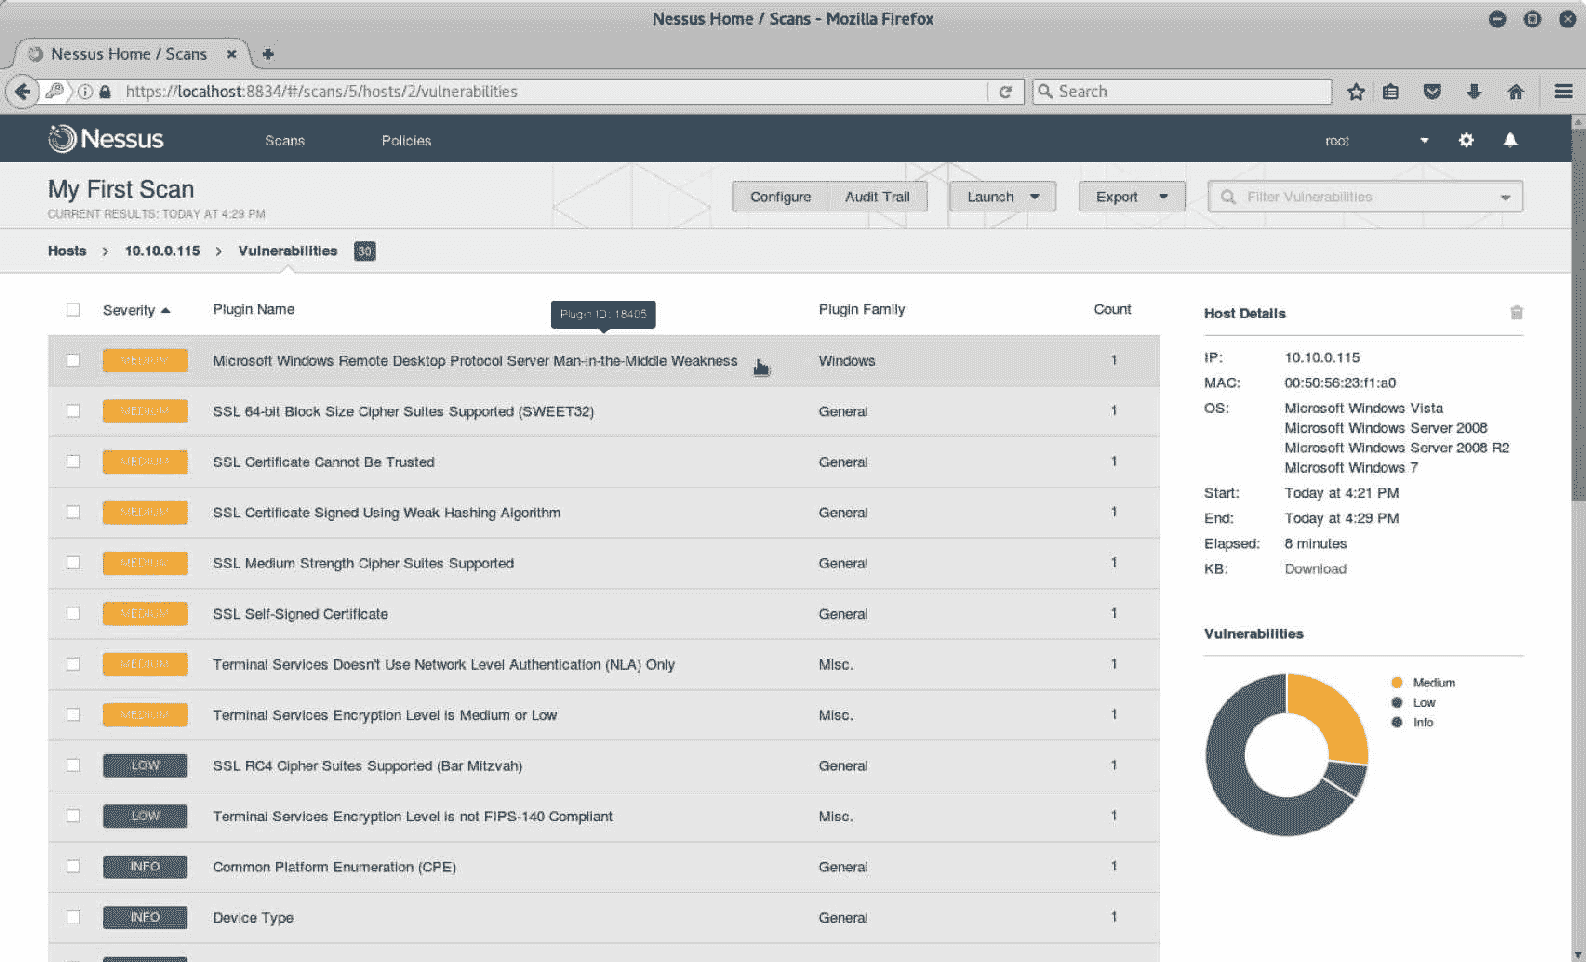 Nessus Home / Scans - Mozilla Firefox
Nessus Home / Scans
https://localhost:8834/#/scans/5/hosts/2/vulnerabilities
Search
Nessus
Scans
Policies
root
My First Scan
CURRENT RESULTS: TODAY AT 4:29 PM
Configure
Audit Trail
Launch
Export
Filter Vulnerabilities
Hosts > 10.10.0.115 > Vulnerabilities 30
Severity Plugin Name Plugin Family Count
Plugin ID: 18405
MEDIUM Microsoft Windows Remote Desktop Protocol Server Man-in-the-Middle Weakness Windows 1
MEDIUM SSL 64-bit Block Size Cipher Suites Supported (SWEET32) General 1
MEDIUM SSL Certificate Cannot Be Trusted General 1
MEDIUM SSL Certificate Signed Using Weak Hashing Algorithm General 1
MEDIUM SSL Medium Strength Cipher Suites Supported General 1
MEDIUM SSL Self-Signed Certificate General 1
MEDIUM Terminal Services Doesn't Use Network Level Authentication (NLA) Only Misc. 1
MEDIUM Terminal Services Encryption Level is Medium or Low Misc. 1
LOW SSL RC4 Cipher Suites Supported (Bar Mitzvah) General 1
LOW Terminal Services Encryption Level is not FIPS-140 Compliant Misc. 1
INFO Common Platform Enumeration (CPE) General 1
INFO Device Type General 1
Host Details
IP: 10.10.0.115
MAC: 00:50:56:23:f1:a0
OS: Microsoft Windows Vista
Microsoft Windows Server 2008
Microsoft Windows Server 2008 R2
Microsoft Windows 7
Start: Today at 4:21 PM
End: Today at 4:29 PM
Elapsed: 8 minutes
KB: Download
Vulnerabilities
Medium
Low
Info